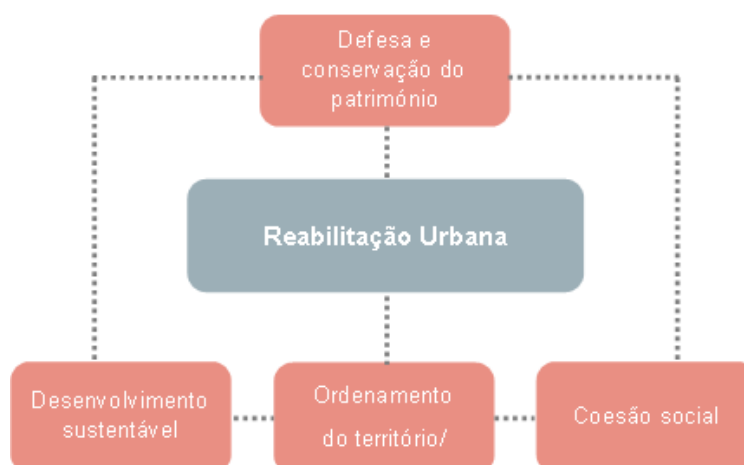 Defesa e
conservação do
património
Reabilitação Urbana
Desenvolvimento
sustentável
Ordenamento
do território/
Coesão social